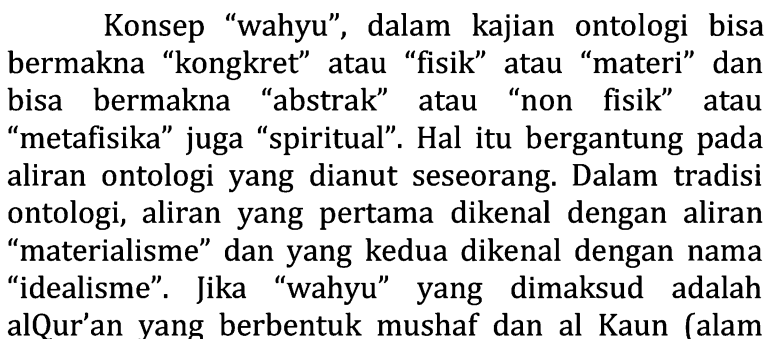 Konsep “wahyu”, dalam kajian ontologi bisa
bermakna “kongkret” atau “fisik” atau “materi” dan
bisa bermakna “abstrak” atau “non fisik” atau
“metafisika” juga “spiritual”. Hal itu bergantung pada
aliran ontologi yang dianut seseorang. Dalam tradisi
ontologi, aliran yang pertama dikenal dengan aliran
“materialisme” dan yang kedua dikenal dengan nama
“idealisme”. Jika “wahyu” yang dimaksud adalah
alQur’an yang berbentuk mushaf dan al Kaun (alam